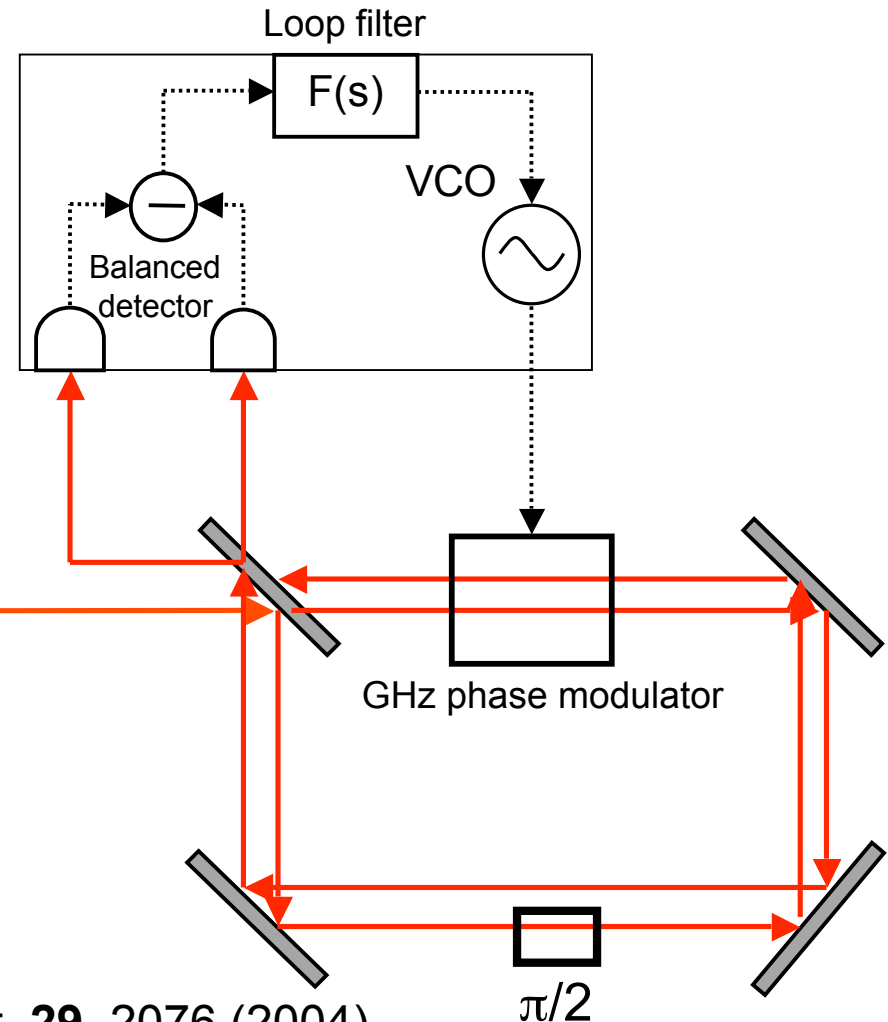 Loop filter
F(s)
VCO
Balanced
detector
GHz phase modulator
π/2
29, 2076 (2004)